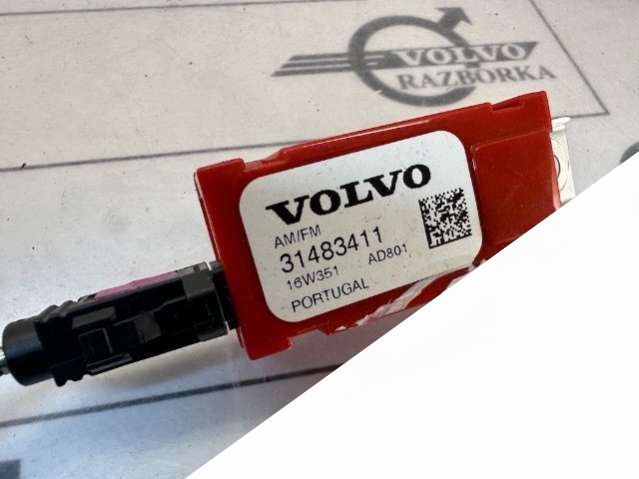 VOLVO
RAZBORKA
VOLVO
AM/FM
31483411
16W351 AD801
PORTUGAL